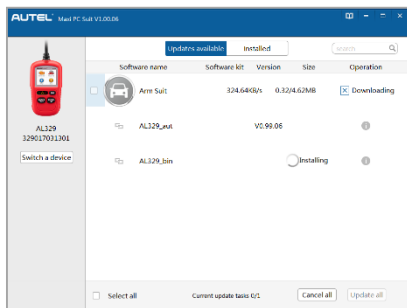 AUTEL Maxi PC Suit V1.00.06
Updates available Installed search
Software name Software kit Version Size Operation
Arm Suit 324.64KB/s 0.32/4.62MB Downloading
AL329_aut V0.99.06
AL329_bin Installing
AL329
329017031301
Switch a device
Select all Current update tasks 0/1 Cancel all Update all